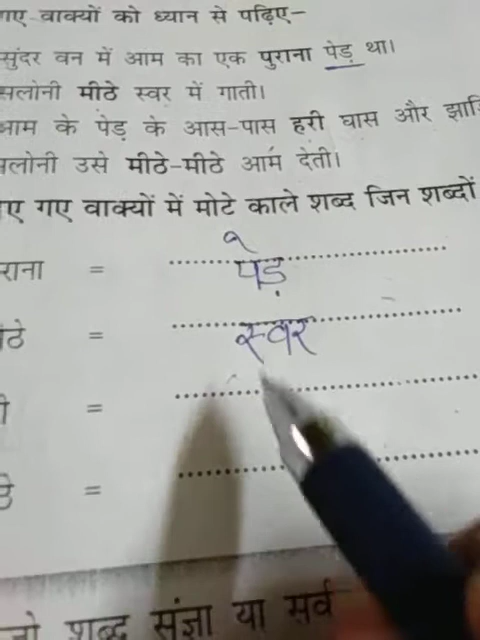 गए वाक्यों को ध्यान से पढ़िए–
सुंदर वन में आम का एक पुराना पेड़ था।
सलोनी मीठे स्वर में गाती।
आम के पेड़ के आस-पास हरी घास और झाड़ि
सलोनी उसे मीठे-मीठे आम देती।
ए गए वाक्यों में मोटे काले शब्द जिन शब्दों
राना = पेड़
ठे = स्वर
ी =
ठे =
जो शब्द संज्ञा या सर्व